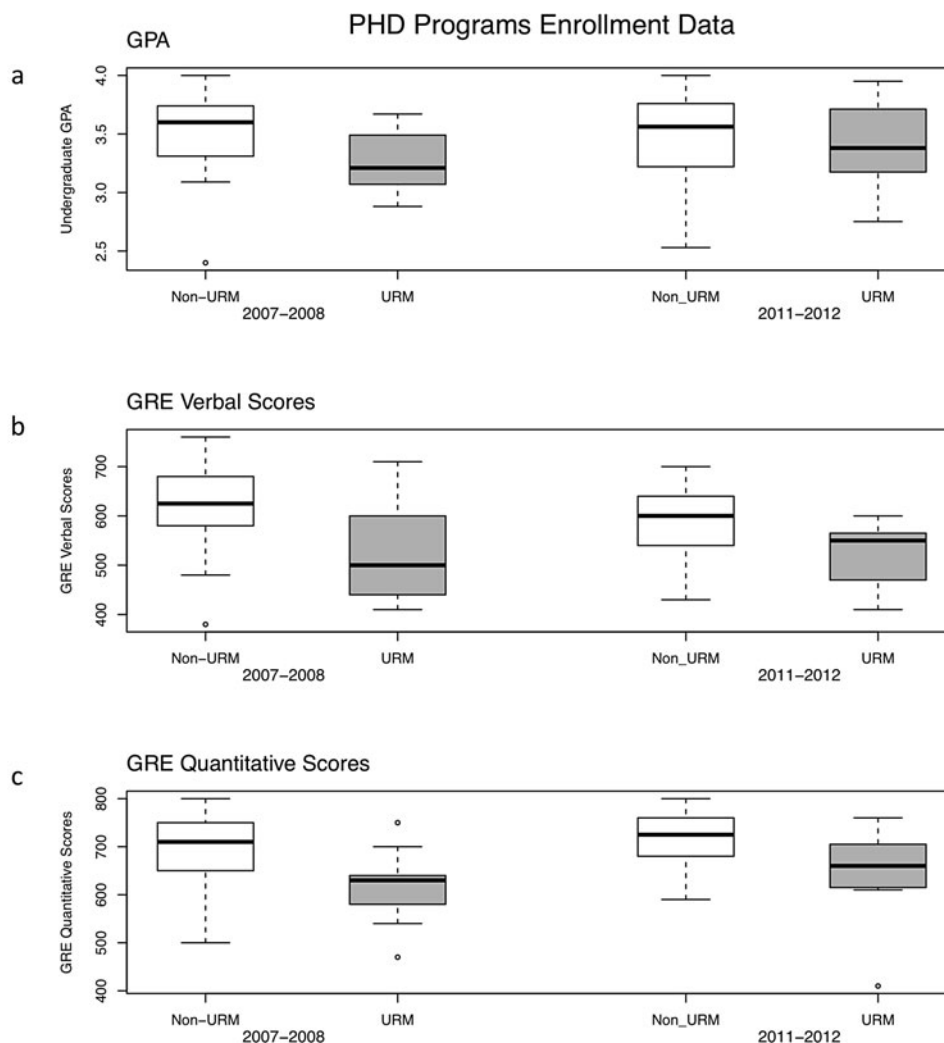 PHD Programs Enrollment Data
GPA
a
Undergraduate GPA
4.0
3.5
3.0
2.5
Non-URM URM Non_URM URM
2007-2008 2011-2012
GRE Verbal Scores
b
GRE Verbal Scores
700
600
500
400
Non-URM URM Non_URM URM
2007-2008 2011-2012
GRE Quantitative Scores
c
GRE Quantitative Scores
800
700
600
500
400
Non-URM URM Non_URM URM
2007-2008 2011-2012